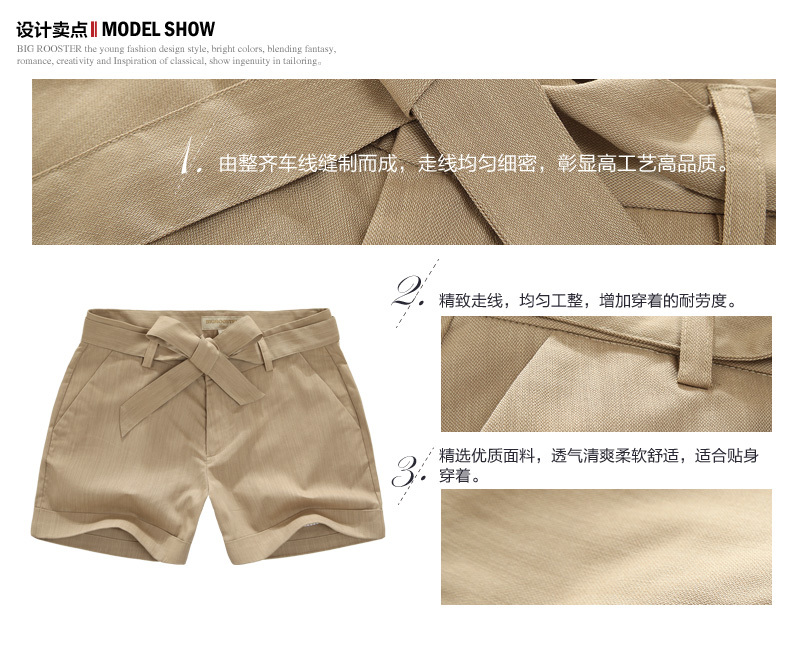 设计卖点 MODEL SHOW
BIG ROOSTER the young fashion design style, bright colors, blending fantasy,
romance, creativity and Inspiration of classical, show ingenuity in tailoring。
1. 由整齐车线缝制而成，走线均匀细密，彰显高工艺高品质。
2. 精致走线，均匀工整，增加穿着的耐劳度。
3. 精选优质面料，透气清爽柔软舒适，适合贴身
穿着。